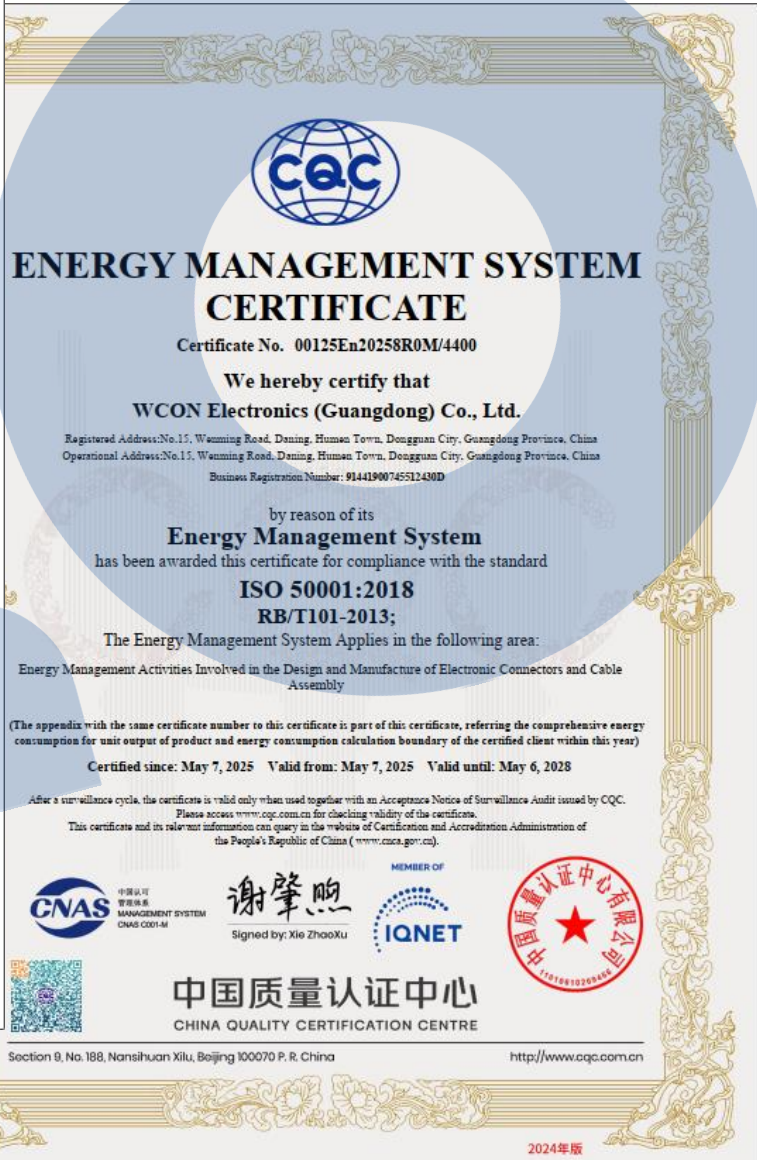 CQC
ENERGY MANAGEMENT SYSTEM
CERTIFICATE
Certificate No. 00125En20258R0M/4400
We hereby certify that
WCON Electronics (Guangdong) Co., Ltd.
Registered Address:No.15, Wenming Road, Daning, Humen Town, Dongguan City, Guangdong Province, China
Operational Address:No.15, Wenming Road, Daning, Humen Town, Dongguan City, Guangdong Province, China
Business Registration Number: 91441900745512430D
by reason of its
Energy Management System
has been awarded this certificate for compliance with the standard
ISO 50001:2018
RB/T101-2013;
The Energy Management System Applies in the following area:
Energy Management Activities Involved in the Design and Manufacture of Electronic Connectors and Cable
Assembly
(The appendix with the same certificate number to this certificate is part of this certificate, referring the comprehensive energy
consumption for unit output of product and energy consumption calculation boundary of the certified client within this year)
Certified since: May 7, 2025 Valid from: May 7, 2025 Valid until: May 6, 2028
After a surveillance cycle, the certificate is valid only when used together with an Acceptance Notice of Surveillance Audit issued by CQC.
Please access www.cqc.com.cn for checking validity of the certificate.
This certificate and its relevant information can query in the website of Certification and Accreditation Administration of
the People's Republic of China ( www.cnca.gov.cn).
CNAS
中国认可
管理体系
MANAGEMENT SYSTEM
CNAS C001-M
谢肇煦
Signed by: Xie ZhaoXu
MEMBER OF
IQNET
中国质量认证中心有限公司
中国质量认证中心
CHINA QUALITY CERTIFICATION CENTRE
Section 9, No. 188, Nansihuan Xilu, Beijing 100070 P. R. China
http://www.cqc.com.cn
2024年版